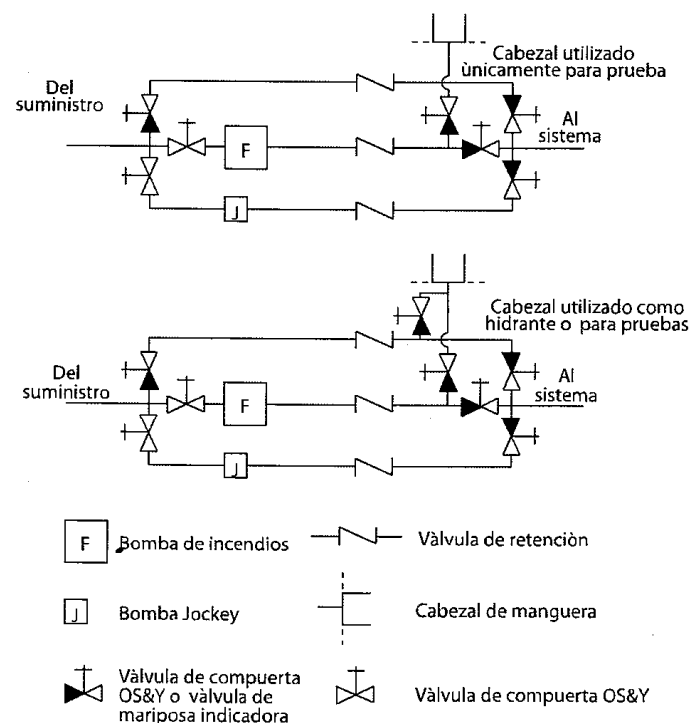 Cabezal utilizado
ùnicamente para prueba
Del
suministro
F
Al
sistema
J
Cabezal utilizado como
hidrante o para pruebas
Del
suministro
F
Al
sistema
J
F Bomba de incendios
Vàlvula de retenciòn
J Bomba Jockey
Cabezal de manguera
Vàlvula de compuerta
OS&Y o vàlvula de
mariposa indicadora
Vàlvula de compuerta OS&Y